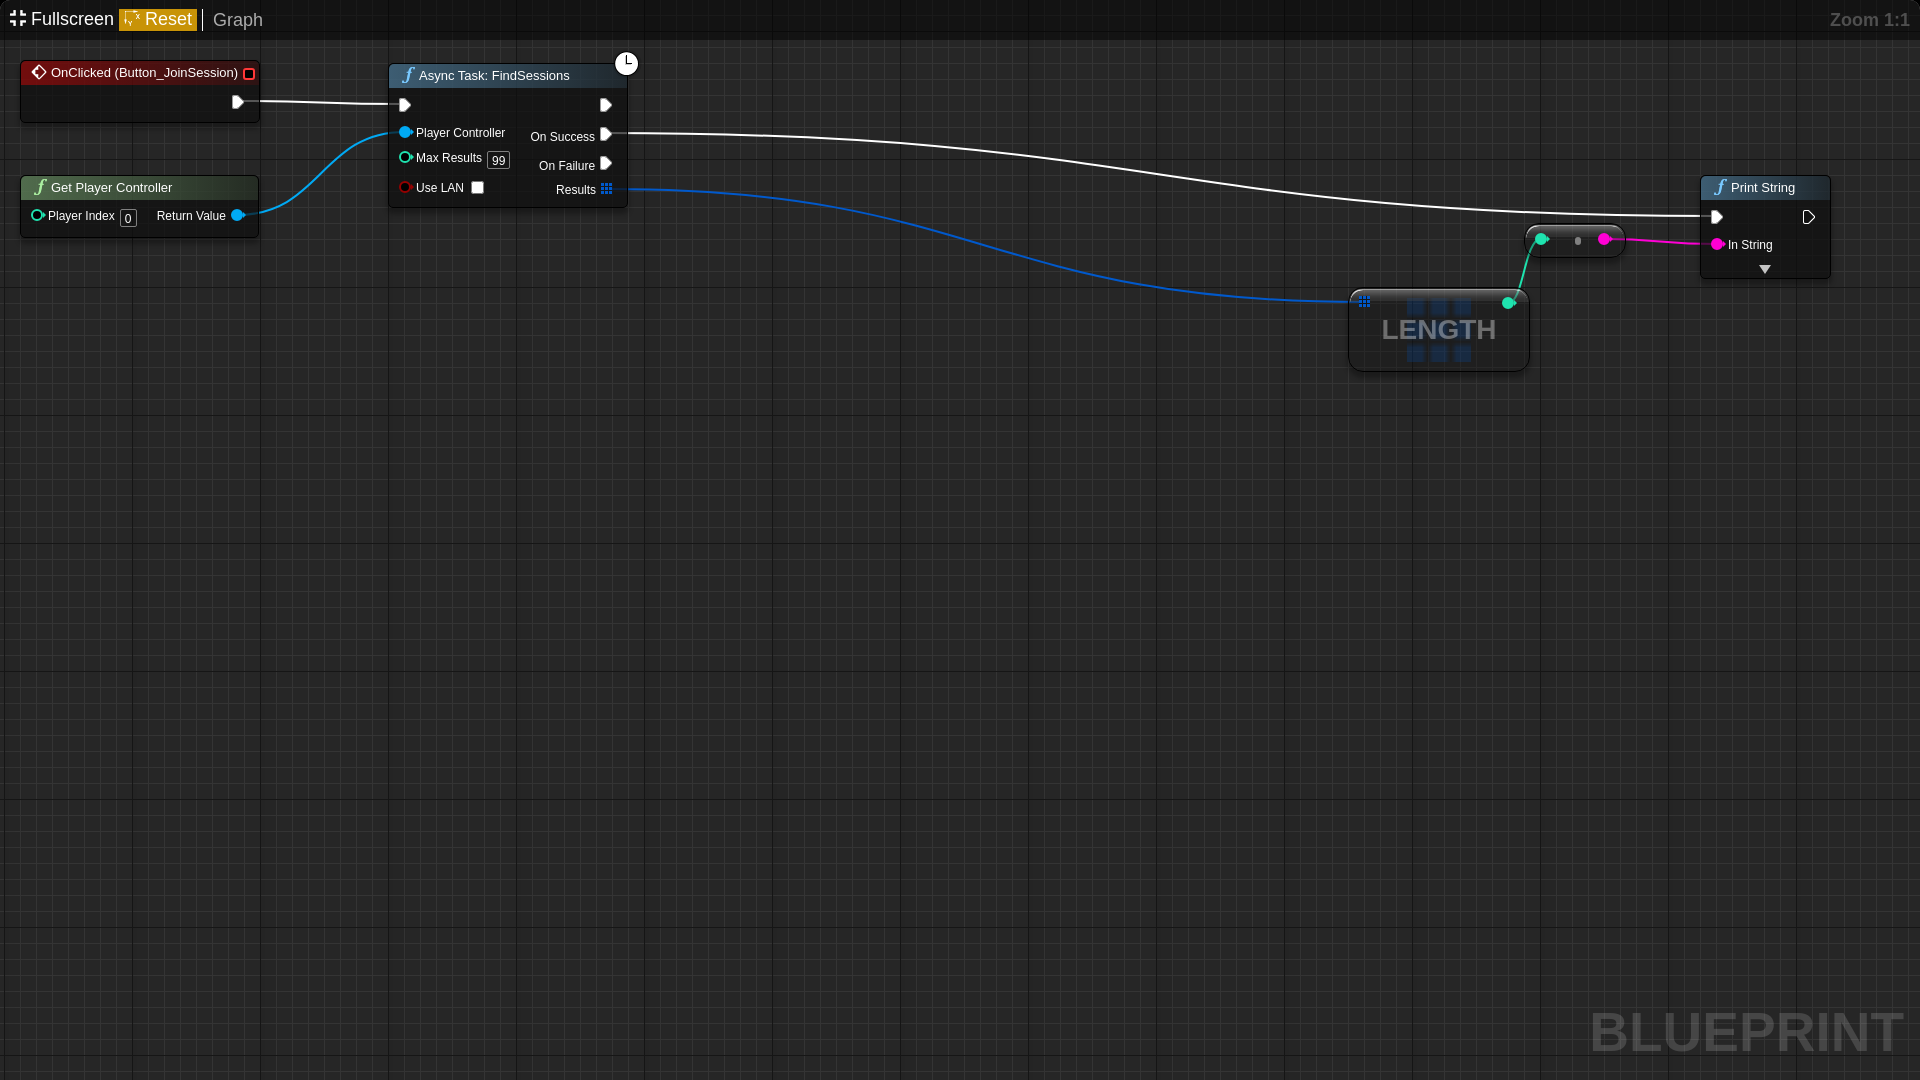 Fullscreen Reset Graph Zoom 1:1
OnClicked (Button_JoinSession)
Async Task: FindSessions
Player Controller
On Success
Max Results 99
On Failure
Use LAN
Results
Get Player Controller
Player Index 0 Return Value
Print String
In String
LENGTH
BLUEPRINT